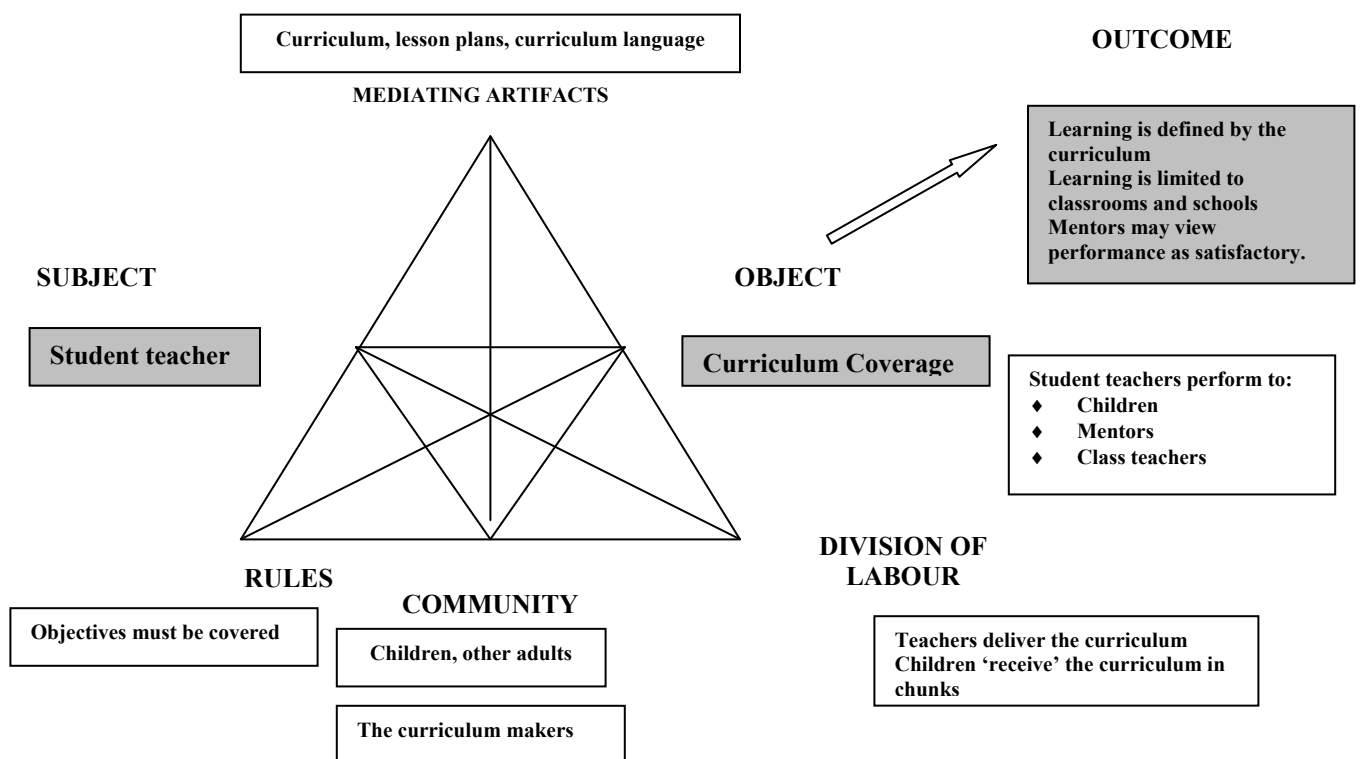 Curriculum, lesson plans, curriculum language
MEDIATING ARTIFACTS
OUTCOME
Learning is defined by the
curriculum
Learning is limited to
classrooms and schools
Mentors may view
performance as satisfactory.
SUBJECT
Student teacher
OBJECT
Curriculum Coverage
Student teachers perform to:
♦ Children
♦ Mentors
♦ Class teachers
RULES
Objectives must be covered
COMMUNITY
Children, other adults
The curriculum makers
DIVISION OF
LABOUR
Teachers deliver the curriculum
Children ‘receive’ the curriculum in
chunks